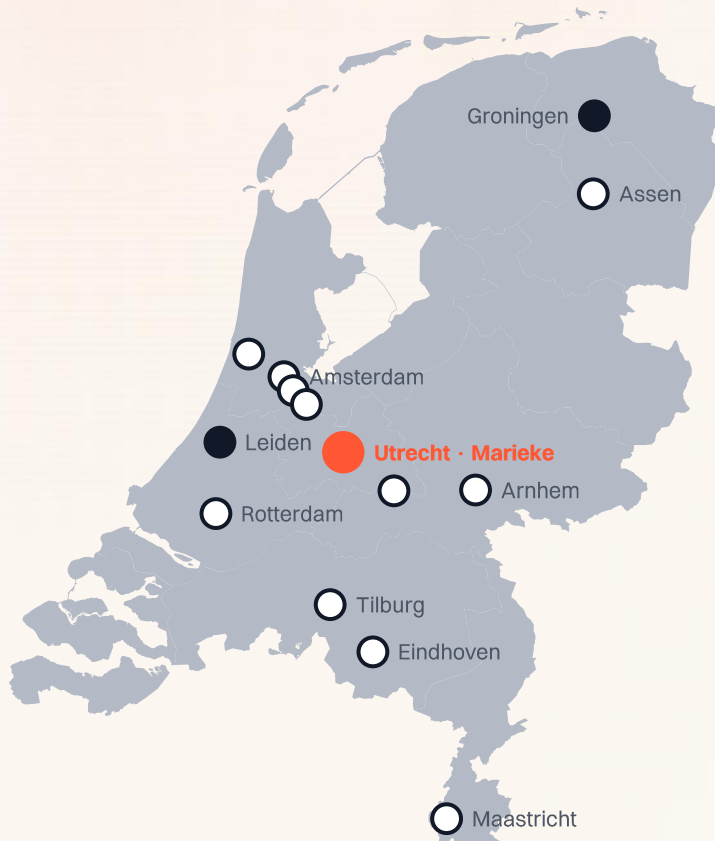 Groningen
Assen
Amsterdam
Leiden
Utrecht · Marieke
Arnhem
Rotterdam
Tilburg
Eindhoven
Maastricht